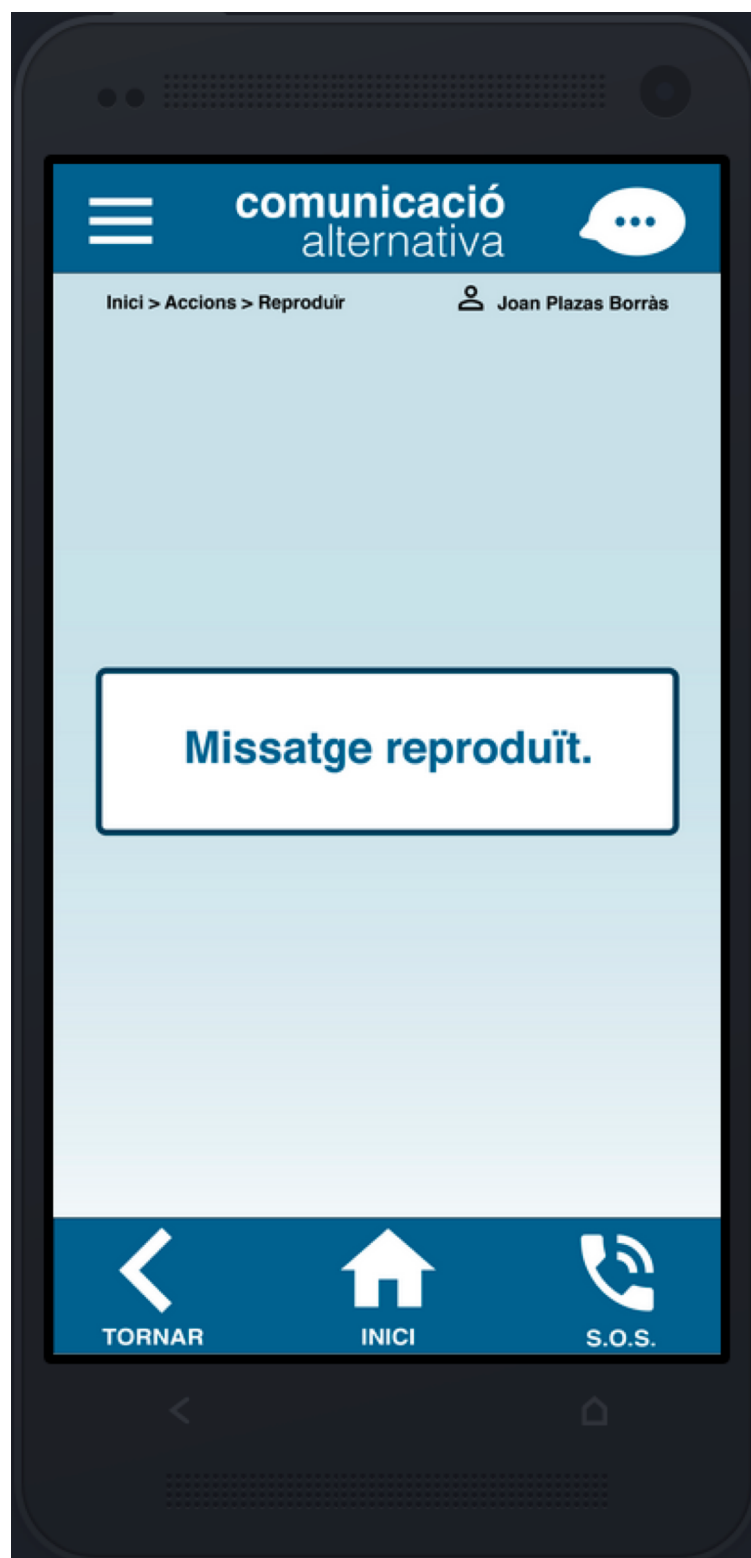 comunicació
alternativa
Inici > Accions > Reproduïr
Joan Plazas Borràs
Missatge reproduït.
TORNAR
INICI
S.O.S.